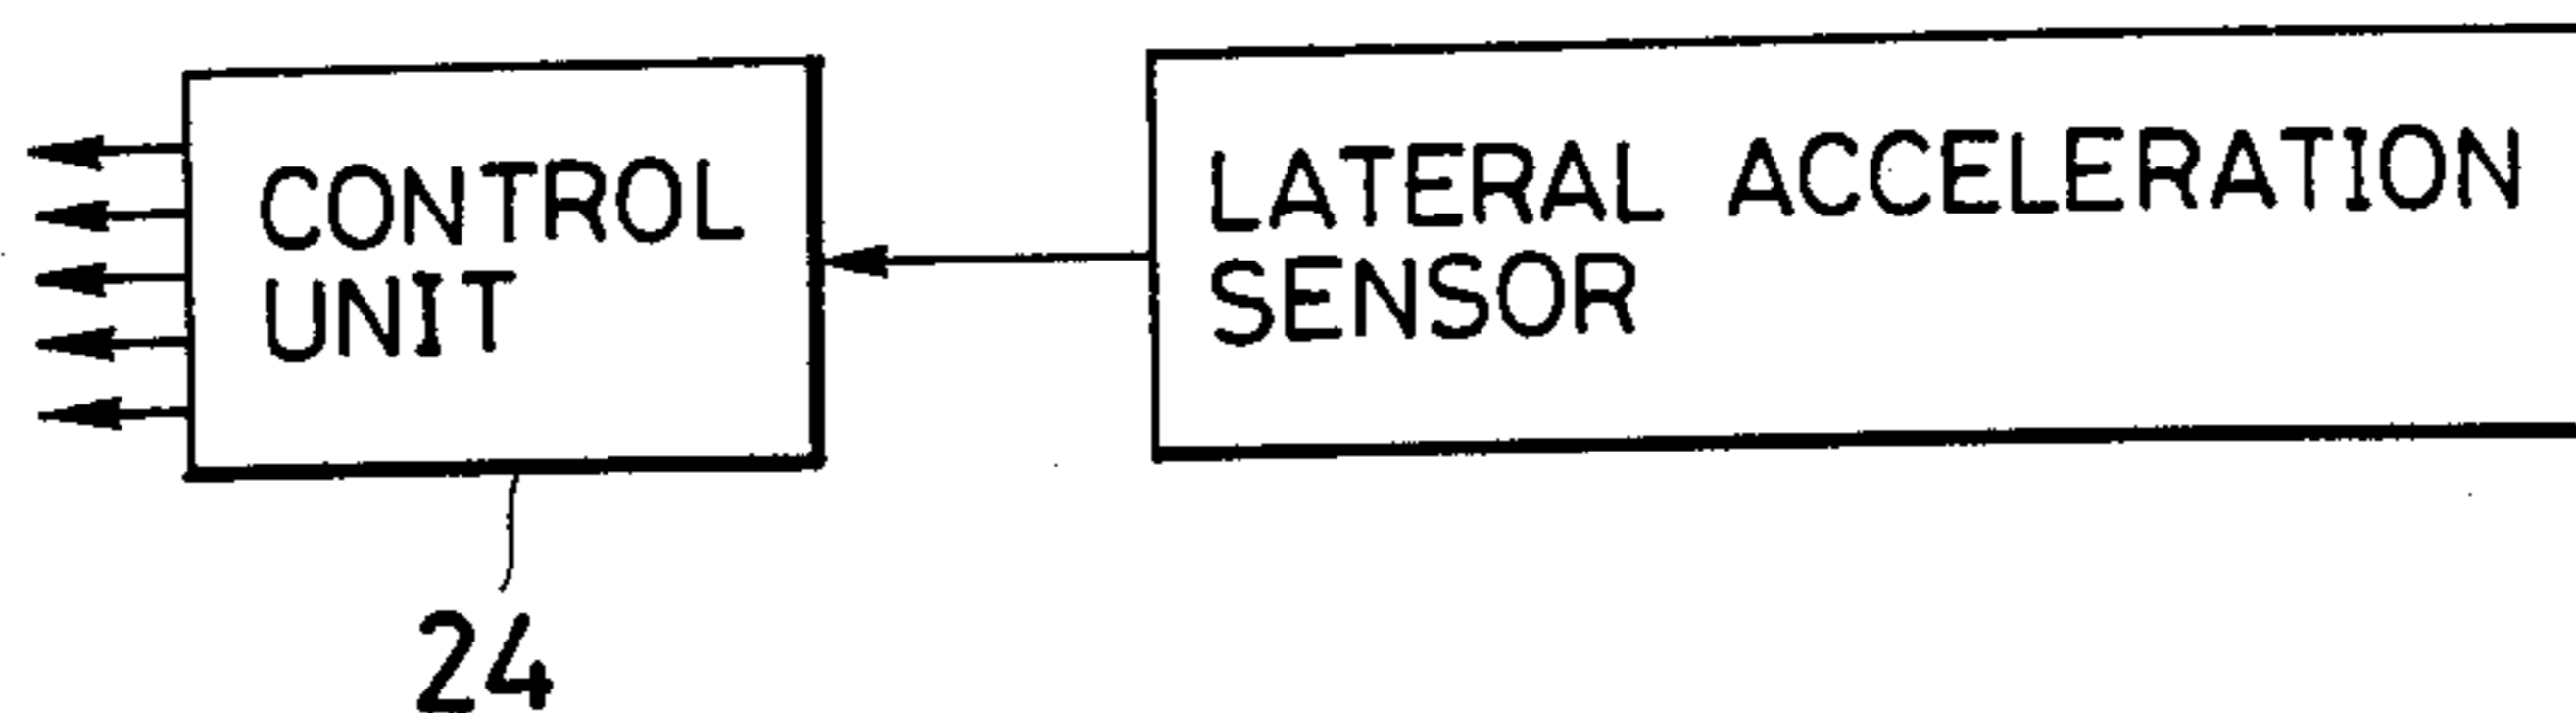 CONTROL
UNIT
LATERAL ACCELERATION
SENSOR
24